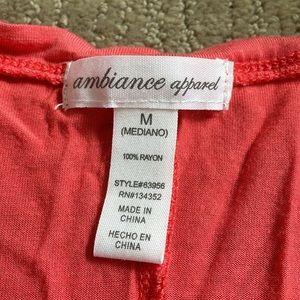 ambiance apparel
M
(MEDIANO)
100% RAYON
STYLE#63956
RN#134352
MADE IN
CHINA
HECHO EN
CHINA